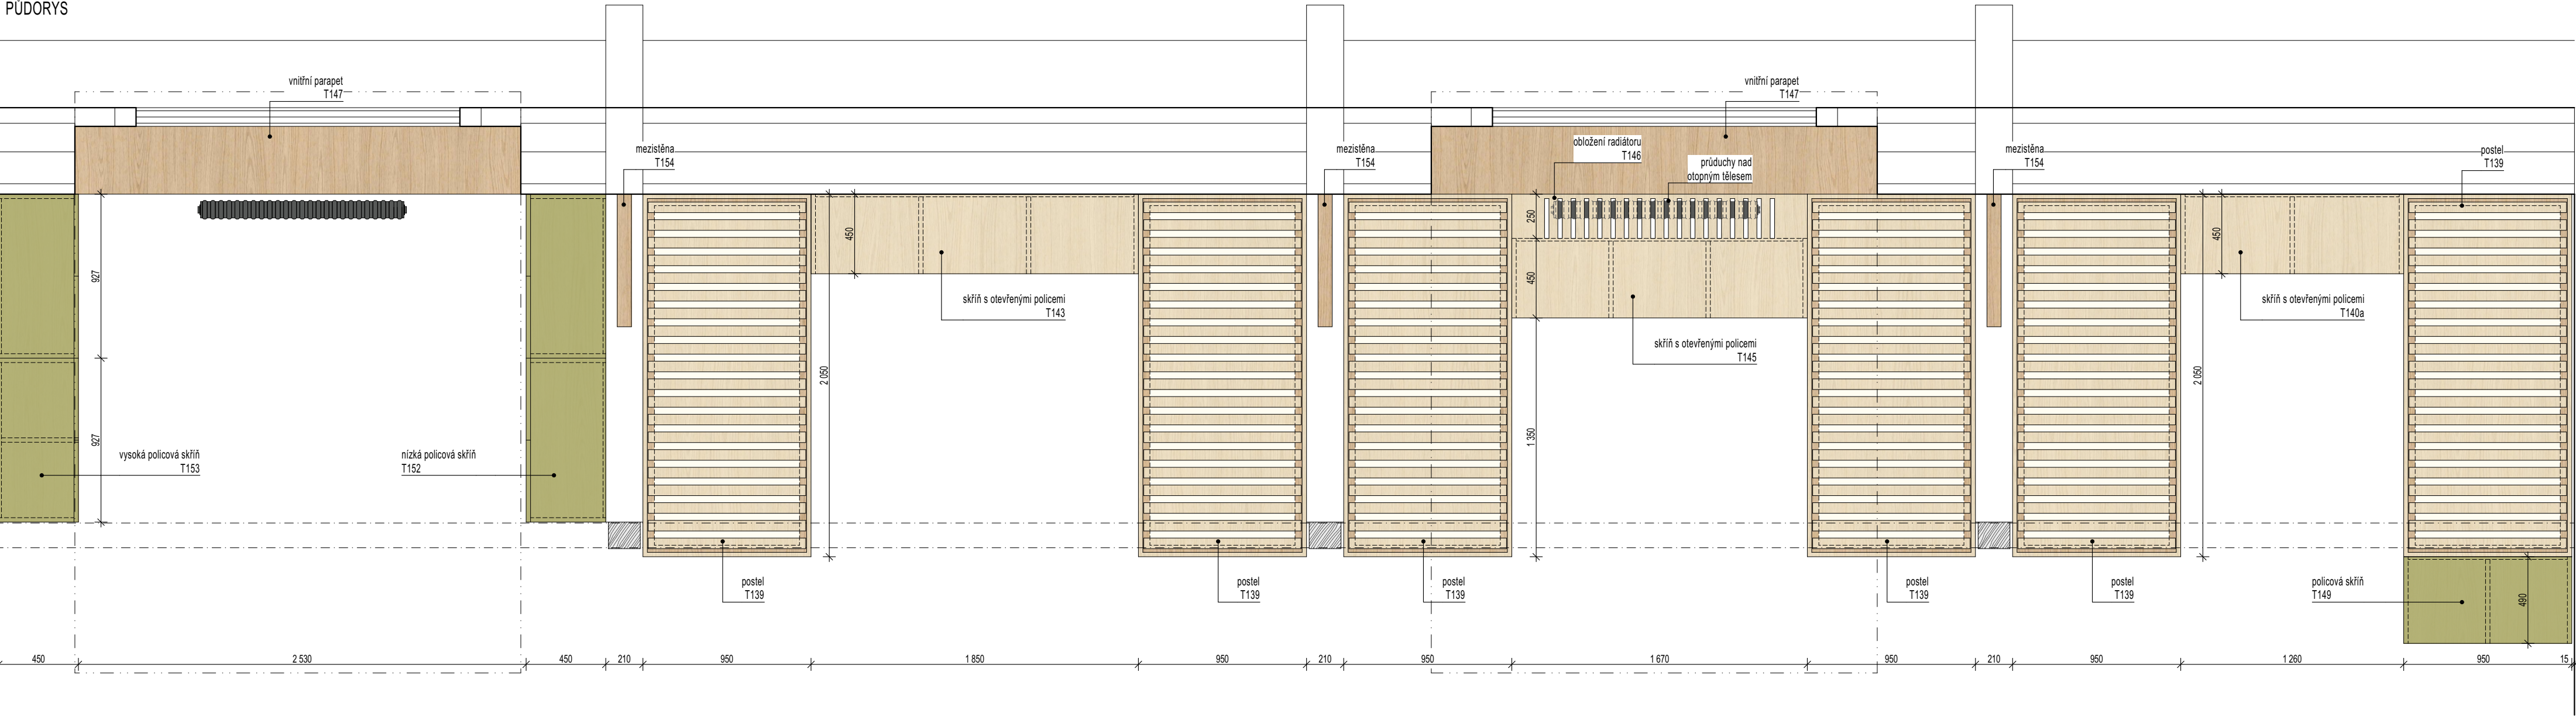 PŮDORYS
vnitřní parapet
T147
vnitřní parapet
T147
mezistěna
T154
mezistěna
T154
obložení radiátoru
T146
průduchy nad
otopným tělesem
mezistěna
T154
postel
T139
927
927
450
2 050
250
450
1 350
450
2 050
skříň s otevřenými policemi
T143
skříň s otevřenými policemi
T145
skříň s otevřenými policemi
T140a
vysoká policová skříň
T153
nízká policová skříň
T152
postel
T139
postel
T139
postel
T139
postel
T139
postel
T139
policová skříň
T149
490
450
2 530
450
210
950
1 850
950
210
950
1 670
950
210
950
1 260
950
15